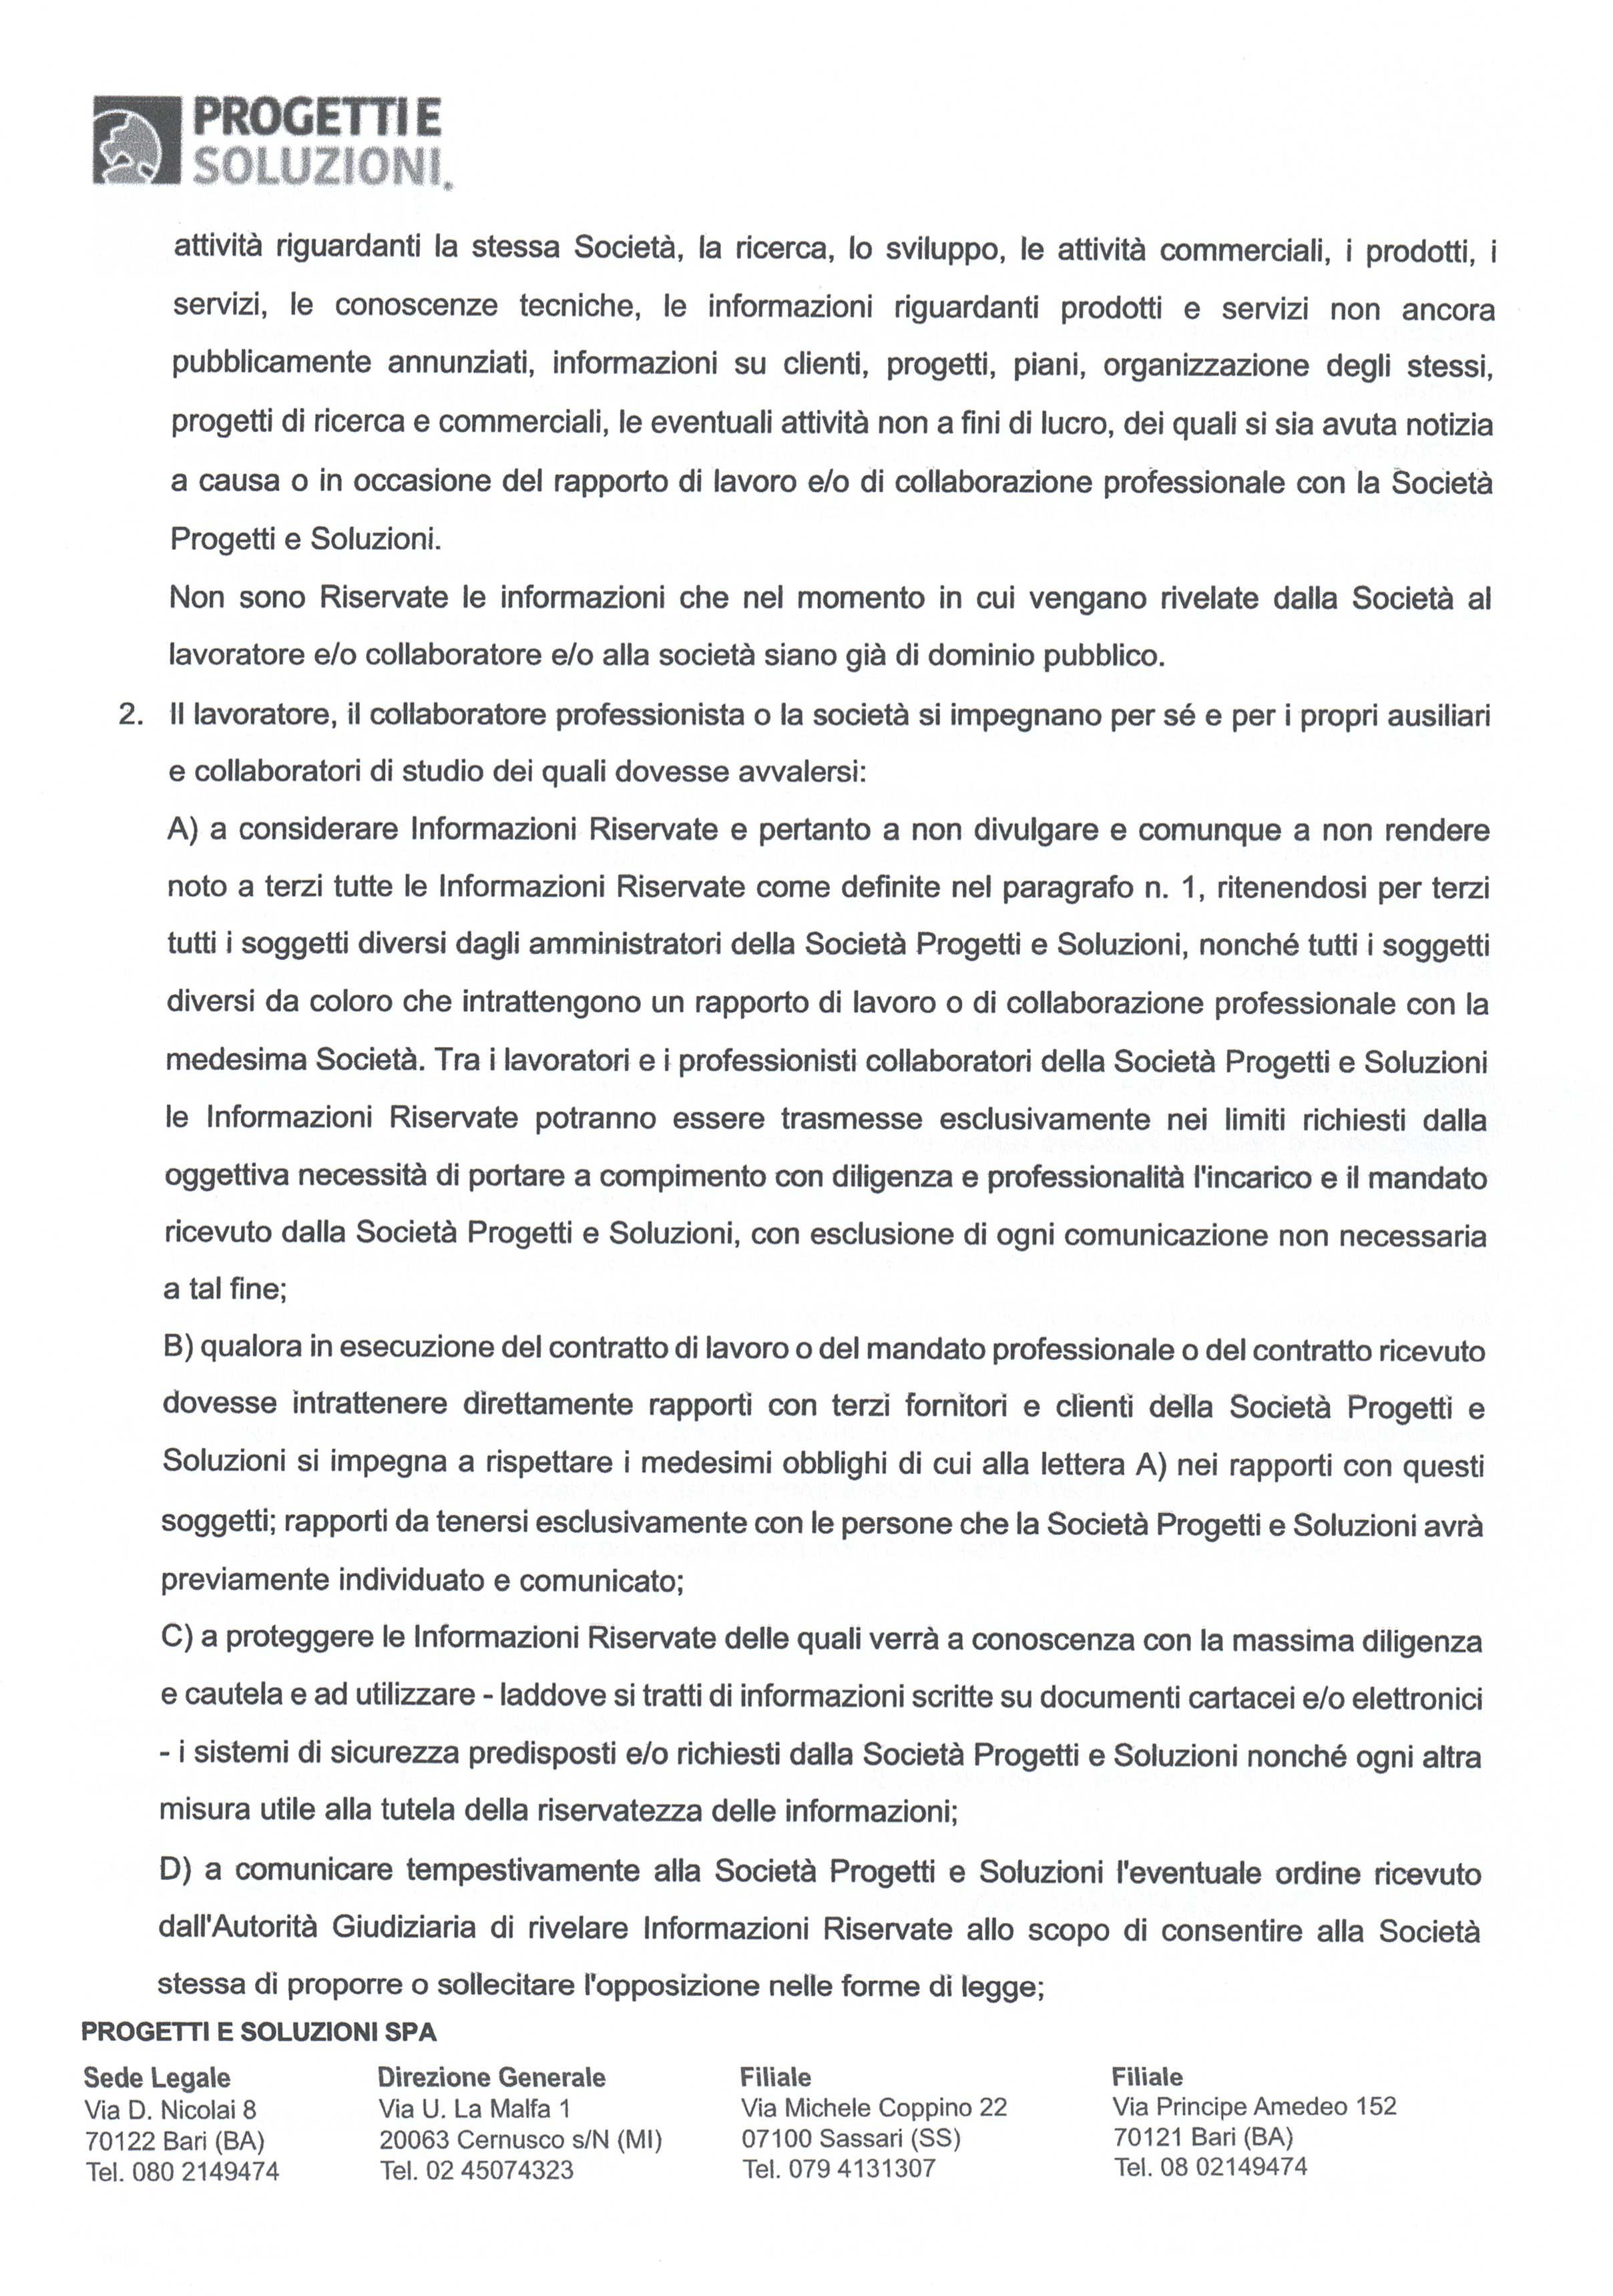 PROGETTI E
SOLUZIONI.
attività riguardanti la stessa Società, la ricerca, lo sviluppo, le attività commerciali, i prodotti, i
servizi, le conoscenze tecniche, le informazioni riguardanti prodotti e servizi non ancora
pubblicamente annunziati, informazioni su clienti, progetti, piani, organizzazione degli stessi,
progetti di ricerca e commerciali, le eventuali attività non a fini di lucro, dei quali si sia avuta notizia
a causa o in occasione del rapporto di lavoro e/o di collaborazione professionale con la Società
Progetti e Soluzioni.
Non sono Riservate le informazioni che nel momento in cui vengano rivelate dalla Società al
lavoratore e/o collaboratore e/o alla società siano già di dominio pubblico.
2. Il lavoratore, il collaboratore professionista o la società si impegnano per sé e per i propri ausiliari
e collaboratori di studio dei quali dovesse avvalersi:
A) a considerare Informazioni Riservate e pertanto a non divulgare e comunque a non rendere
noto a terzi tutte le Informazioni Riservate come definite nel paragrafo n. 1, ritenendosi per terzi
tutti i soggetti diversi dagli amministratori della Società Progetti e Soluzioni, nonché tutti i soggetti
diversi da coloro che intrattengono un rapporto di lavoro o di collaborazione professionale con la
medesima Società. Tra i lavoratori e i professionisti collaboratori della Società Progetti e Soluzioni
le Informazioni Riservate potranno essere trasmesse esclusivamente nei limiti richiesti dalla
oggettiva necessità di portare a compimento con diligenza e professionalità l'incarico e il mandato
ricevuto dalla Società Progetti e Soluzioni, con esclusione di ogni comunicazione non necessaria
a tal fine;
B) qualora in esecuzione del contratto di lavoro o del mandato professionale o del contratto ricevuto
dovesse intrattenere direttamente rapporti con terzi fornitori e clienti della Società Progetti e
Soluzioni si impegna a rispettare i medesimi obblighi di cui alla lettera A) nei rapporti con questi
soggetti; rapporti da tenersi esclusivamente con le persone che la Società Progetti e Soluzioni avrà
previamente individuato e comunicato;
C) a proteggere le Informazioni Riservate delle quali verrà a conoscenza con la massima diligenza
e cautela e ad utilizzare - laddove si tratti di informazioni scritte su documenti cartacei e/o elettronici
- i sistemi di sicurezza predisposti e/o richiesti dalla Società Progetti e Soluzioni nonché ogni altra
misura utile alla tutela della riservatezza delle informazioni;
D) a comunicare tempestivamente alla Società Progetti e Soluzioni l'eventuale ordine ricevuto
dall'Autorità Giudiziaria di rivelare Informazioni Riservate allo scopo di consentire alla Società
stessa di proporre o sollecitare l'opposizione nelle forme di legge;
PROGETTI E SOLUZIONI SPA
Sede Legale
Via D. Nicolai 8
70122 Bari (BA)
Tel. 080 2149474
Direzione Generale
Via U. La Malfa 1
20063 Cernusco s/N (MI)
Tel. 02 45074323
Filiale
Via Michele Coppino 22
07100 Sassari (SS)
Tel. 079 4131307
Filiale
Via Principe Amedeo 152
70121 Bari (BA)
Tel. 08 02149474